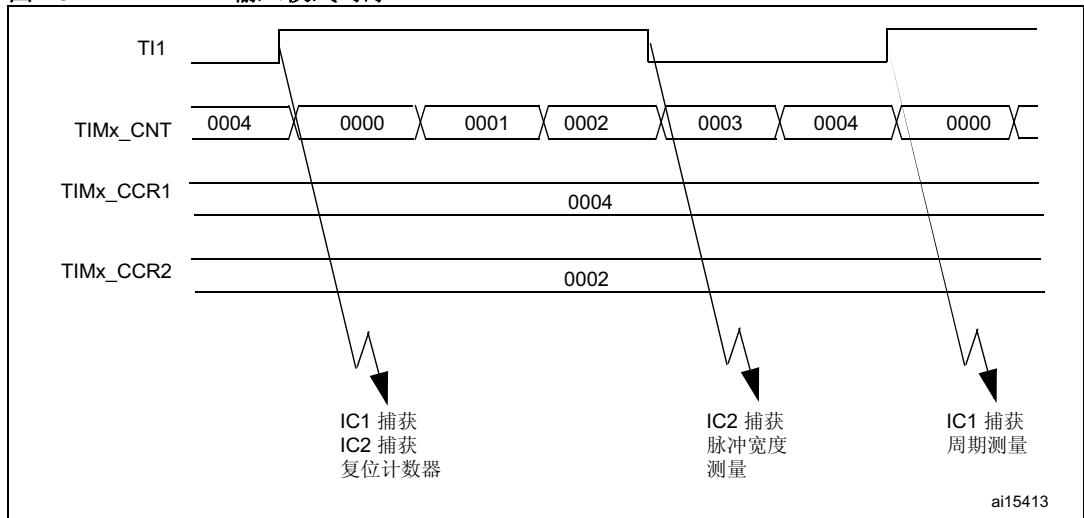 TI1
TIMx_CNT 0004 0000 0001 0002 0003 0004 0000
TIMx_CCR1 0004
TIMx_CCR2 0002
IC1 捕获
IC2 捕获
复位计数器
IC2 捕获
脉冲宽度
测量
IC1 捕获
周期测量
ai15413